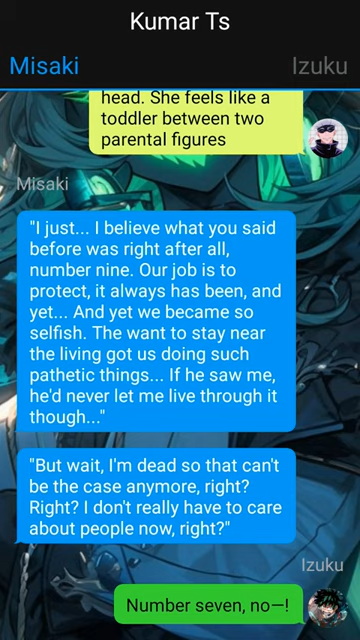 Kumar Ts
Misaki
Izuku
head. She feels like a
toddler between two
parental figures
Misaki
"I just... I believe what you said
before was right after all,
number nine. Our job is to
protect, it always has been, and
yet... And yet we became so
selfish. The want to stay near
the living got us doing such
pathetic things... If he saw me,
he'd never let me live through it
though..."
"But wait, I'm dead so that can't
be the case anymore, right?
Right? I don't really have to care
about people now, right?"
Izuku
Number seven, no—!